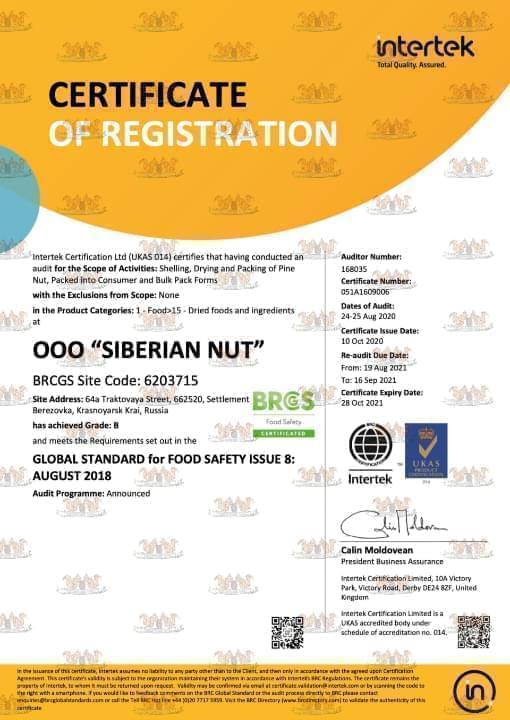 intertek
Total Quality. Assured.
CERTIFICATE
OF REGISTRATION
Intertek Certification Ltd (UKAS 014) certifies that having conducted an
audit for the Scope of Activities: Shelling, Drying and Packing of Pine
Nut, Packed into Consumer and Bulk Pack Forms
with the Exclusions from Scope: None
in the Product Categories: 1 - Food>15 - Dried foods and ingredients
at
OOO “SIBERIAN NUT”
BRCGS Site Code: 6203715
Site Address: 64a Traktovaya Street, 662520, Settlement
Berezovka, Krasnoyarsk Krai, Russia
has achieved Grade: B
and meets the Requirements set out in the
GLOBAL STANDARD for FOOD SAFETY ISSUE 8:
AUGUST 2018
Audit Programme: Announced
BRCGS
Food Safety
CERTIFICATED
Auditor Number:
168035
Certificate Number:
051A1609006
Dates of Audit:
24-25 Aug 2020
Certificate Issue Date:
10 Oct 2020
Re-audit Due Date:
From: 19 Aug 2021
To: 16 Sep 2021
Certificate Expiry Date:
28 Oct 2021
Intertek
TM
UKAS
PRODUCT
CERTIFICATION
014
Calin Moldovean
President Business Assurance
Intertek Certification Limited, 10A Victory
Park, Victory Road, Derby DE24 8ZF, United
Kingdom
Intertek Certification Limited is a
UKAS accredited body under
schedule of accreditation no. 014.
In the issuance of this certificate, Intertek assumes no liability to any party other than to the Client, and then only in accordance with the agreed upon Certification
Agreement. This certificate's validity is subject to the organisation maintaining their system in accordance with Intertek's BRC Regulations. The certificate remains the
property of Intertek, to whom it must be returned upon request. Validity may be confirmed via email at certificate.validation@intertek.com or by scanning the code to
the right with a smartphone. If you would like to feedback comments on the BRC Global Standard or the audit process directly to BRC please contact
enquiries@brcglobalstandards.com or call the Tell BRC Hot line +44 (0)20 7717 5959. Visit the BRC Directory (www.brcdirectory.com) to validate the authenticity of this
certificate
in